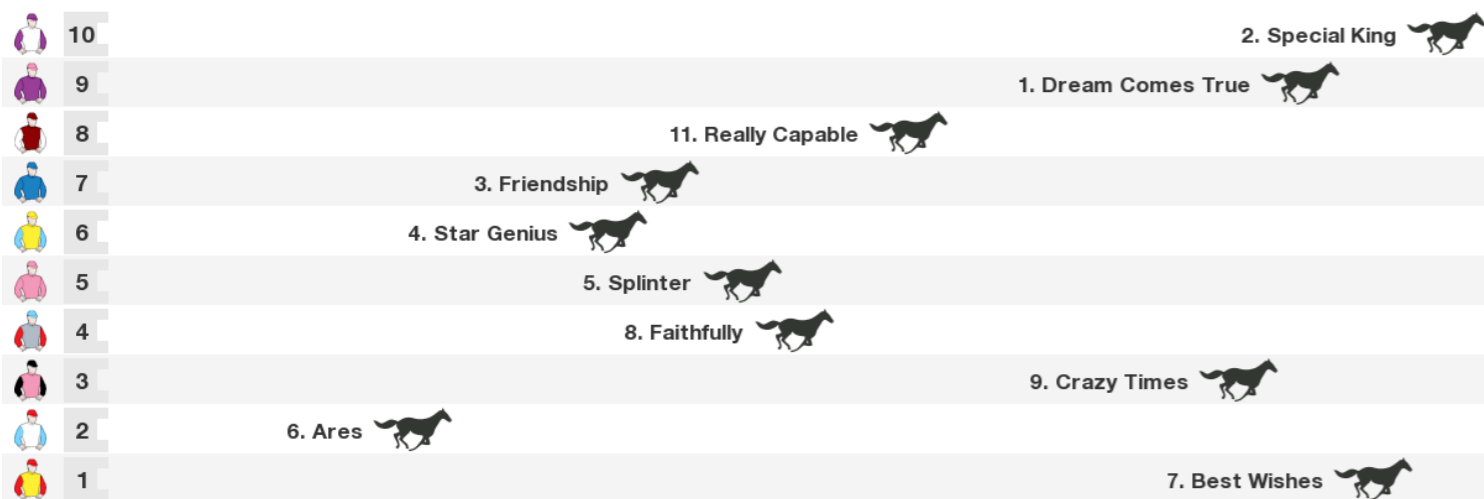 10 2. Special King
9 1. Dream Comes True
8 11. Really Capable
7 3. Friendship
6 4. Star Genius
5 5. Splinter
4 8. Faithfully
3 9. Crazy Times
2 6. Ares
1 7. Best Wishes